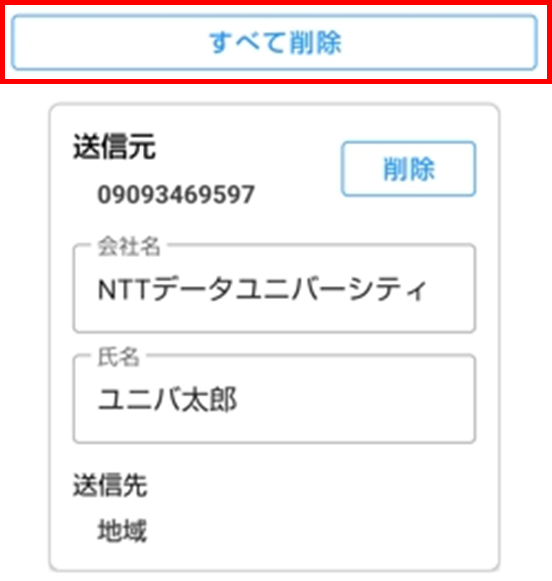 すべて削除
送信元
削除
09093469597
会社名
NTTデータユニバーシティ
氏名
ユニバ太郎
送信先
地域